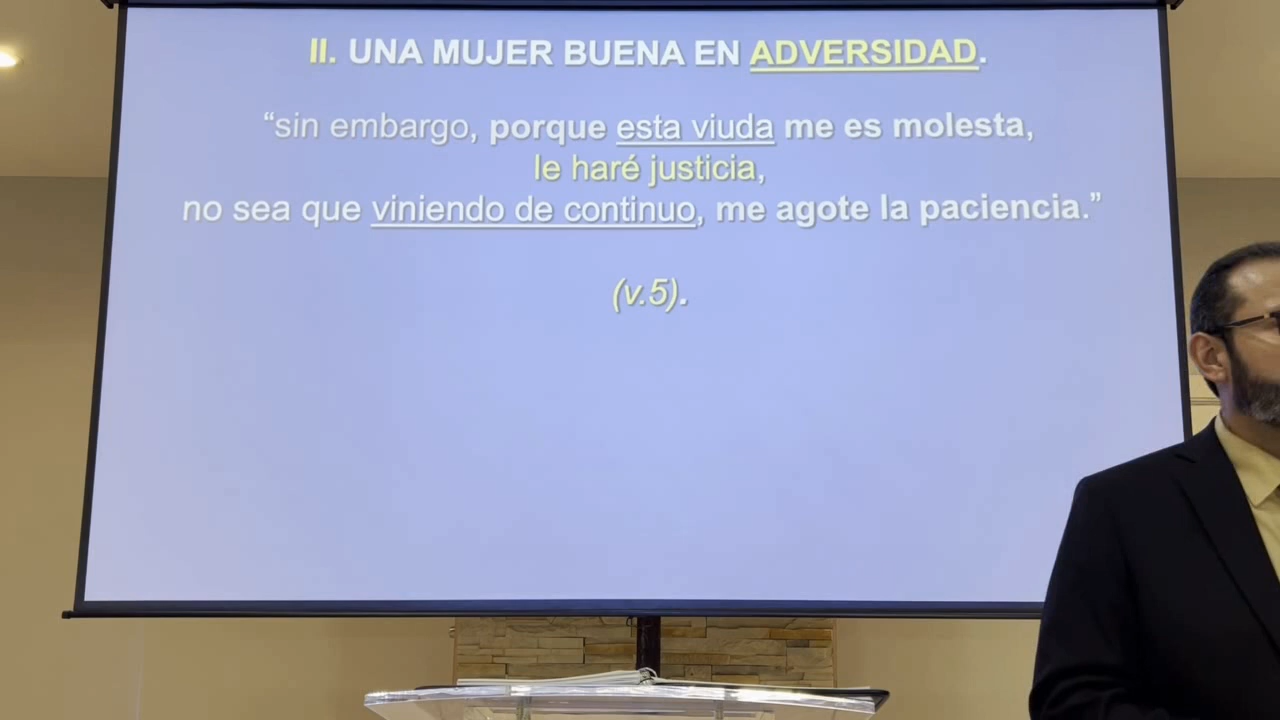 II. UNA MUJER BUENA EN ADVERSIDAD.
“sin embargo, porque esta viuda me es molesta,
le haré justicia,
no sea que viniendo de continuo, me agote la paciencia.”
(v.5).